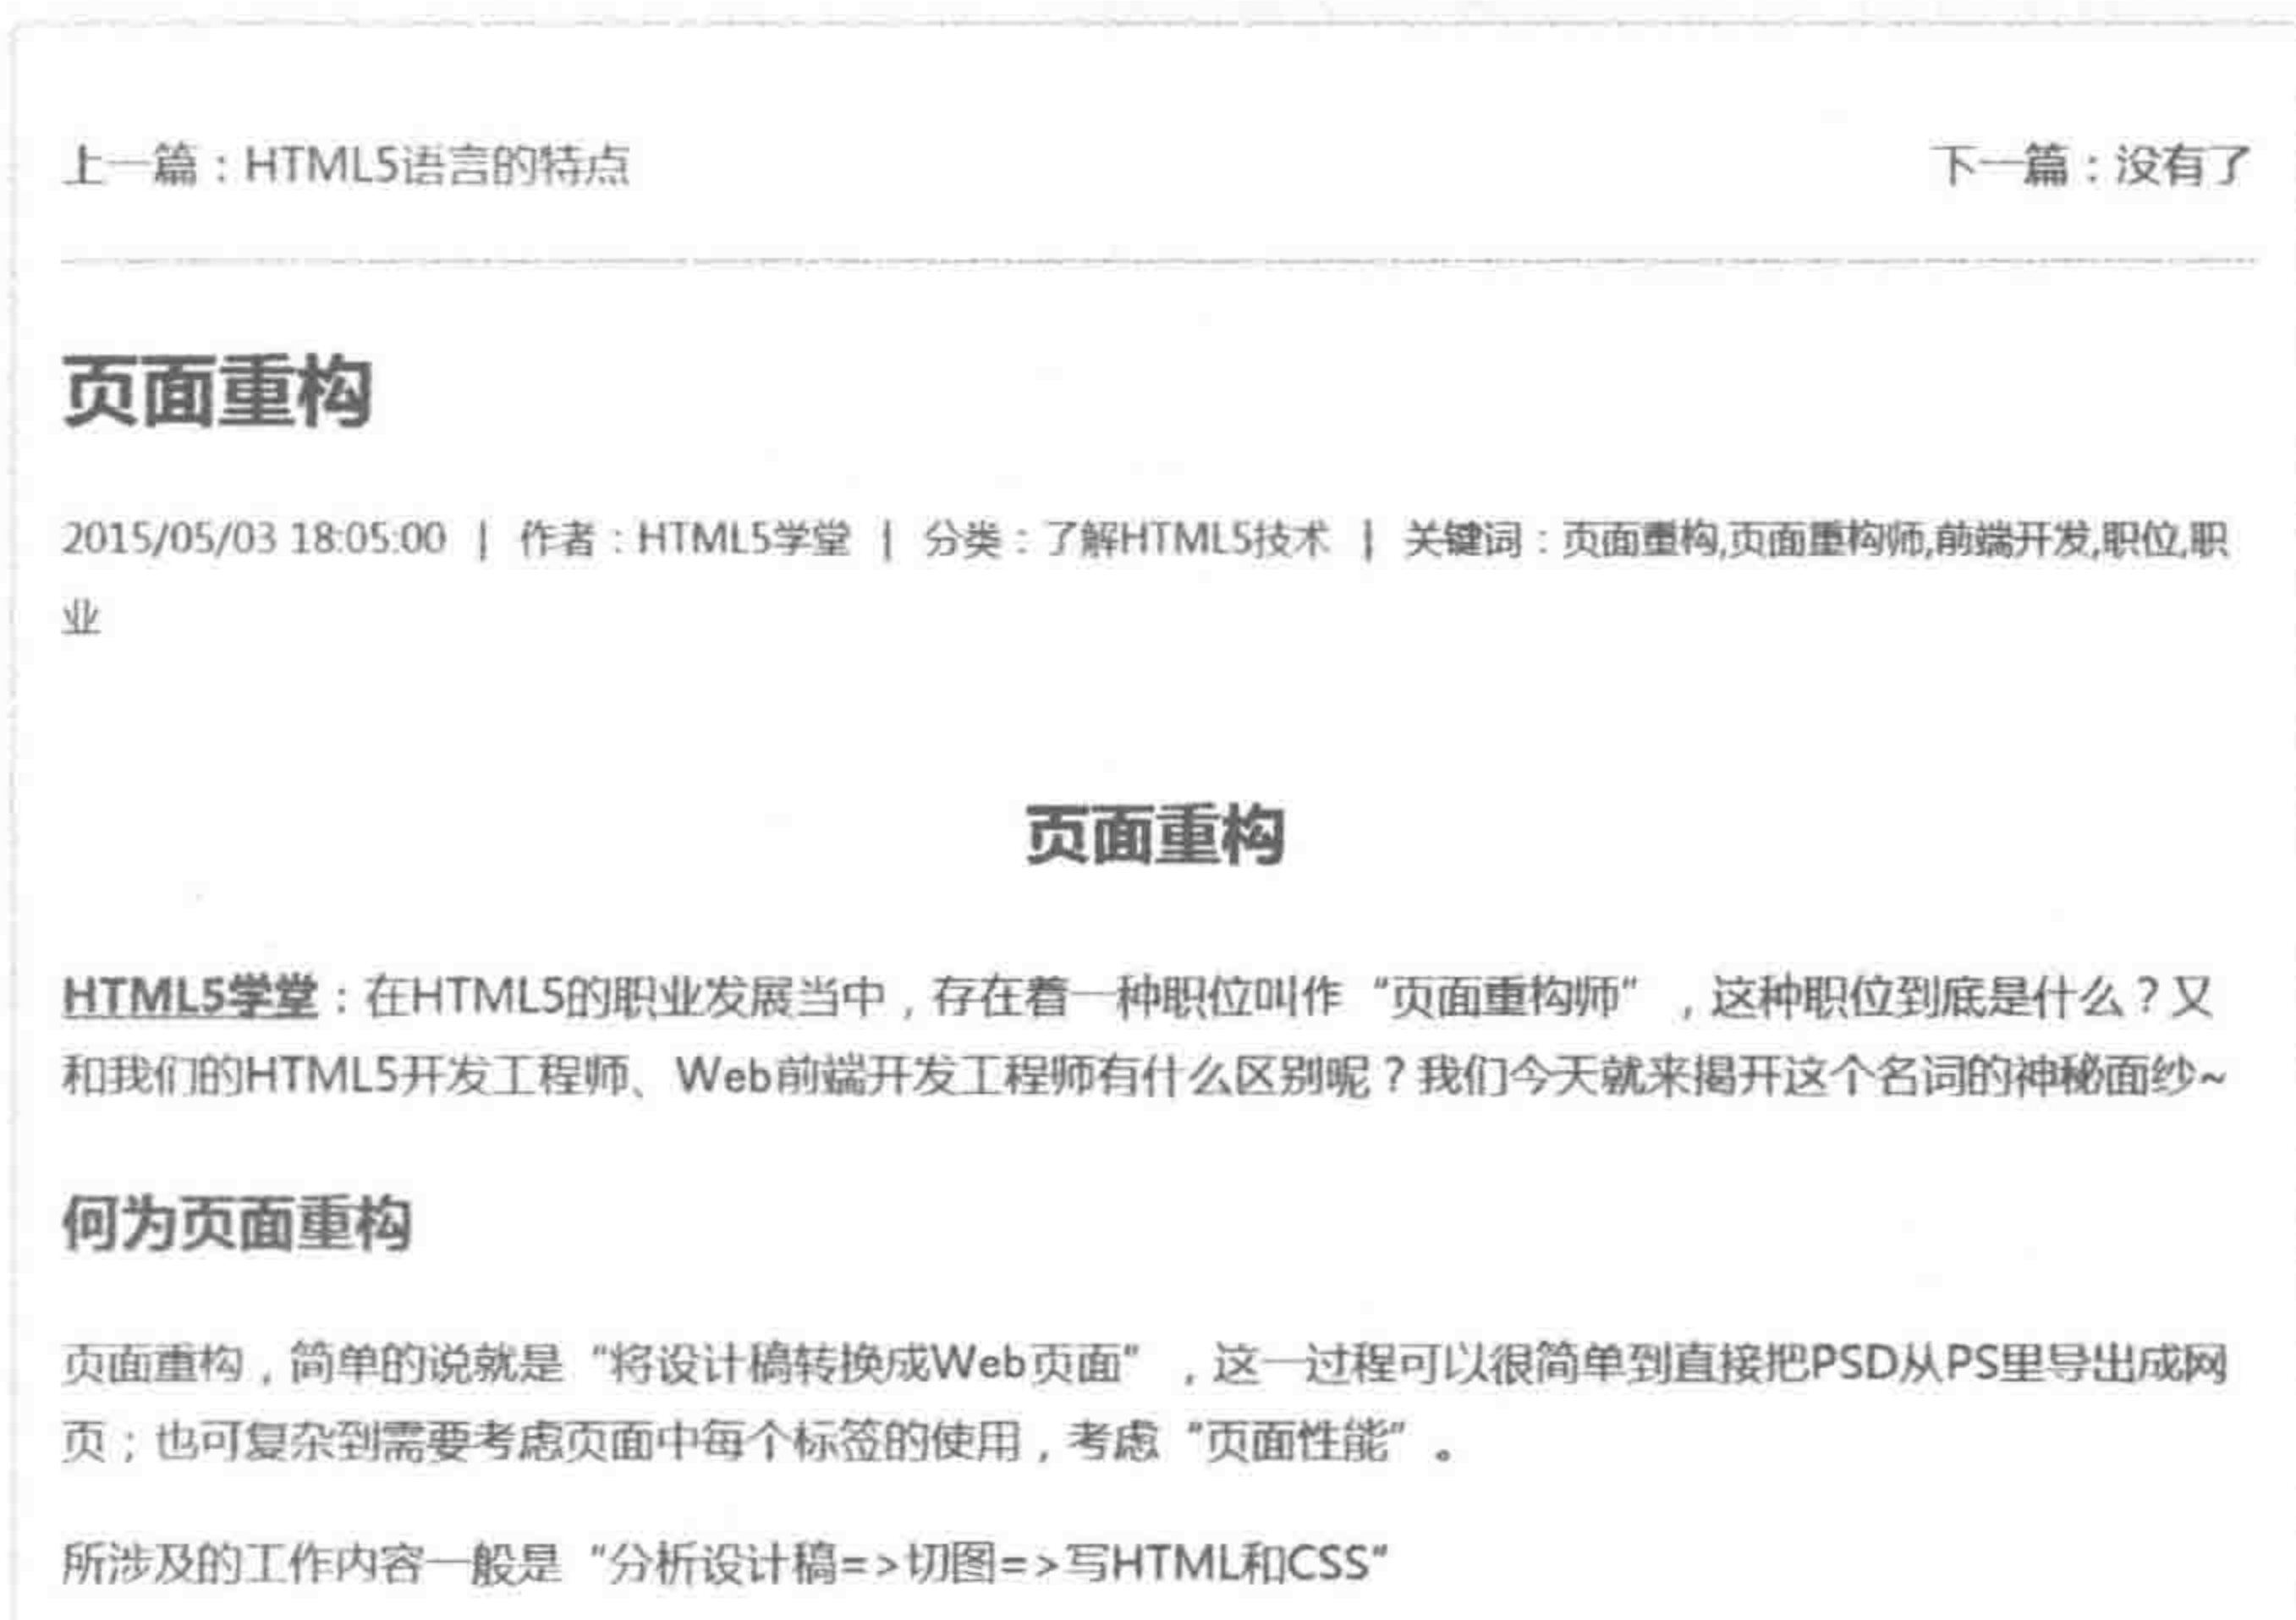 上一篇：HTML5语言的特点 下一篇：没有了
页面重构
2015/05/03 18:05:00 | 作者：HTML5学堂 | 分类：了解HTML5技术 | 关键词：页面重构,页面重构师,前端开发,职位,职
业
页面重构
HTML5学堂：在HTML5的职业发展当中，存在着一种职位叫作“页面重构师”，这种职位到底是什么？又
和我们的HTML5开发工程师、Web前端开发工程师有什么区别呢？我们今天就来揭开这个名词的神秘面纱~
何为页面重构
页面重构，简单的说就是“将设计稿转换成Web页面”，这一过程可以很简单到直接把PSD从PS里导出成网
页；也可复杂到需要考虑页面中每个标签的使用，考虑“页面性能”。
所涉及的工作内容一般是“分析设计稿=>切图=>写HTML和CSS”